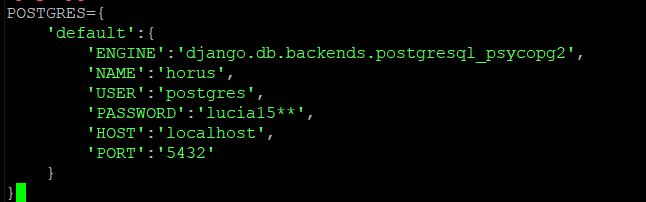 POSTGRES={
    'default':{
        'ENGINE':'django.db.backends.postgresql_psycopg2',
        'NAME':'horus',
        'USER':'postgres',
        'PASSWORD':'lucia15**',
        'HOST':'localhost',
        'PORT':'5432'
    }
}